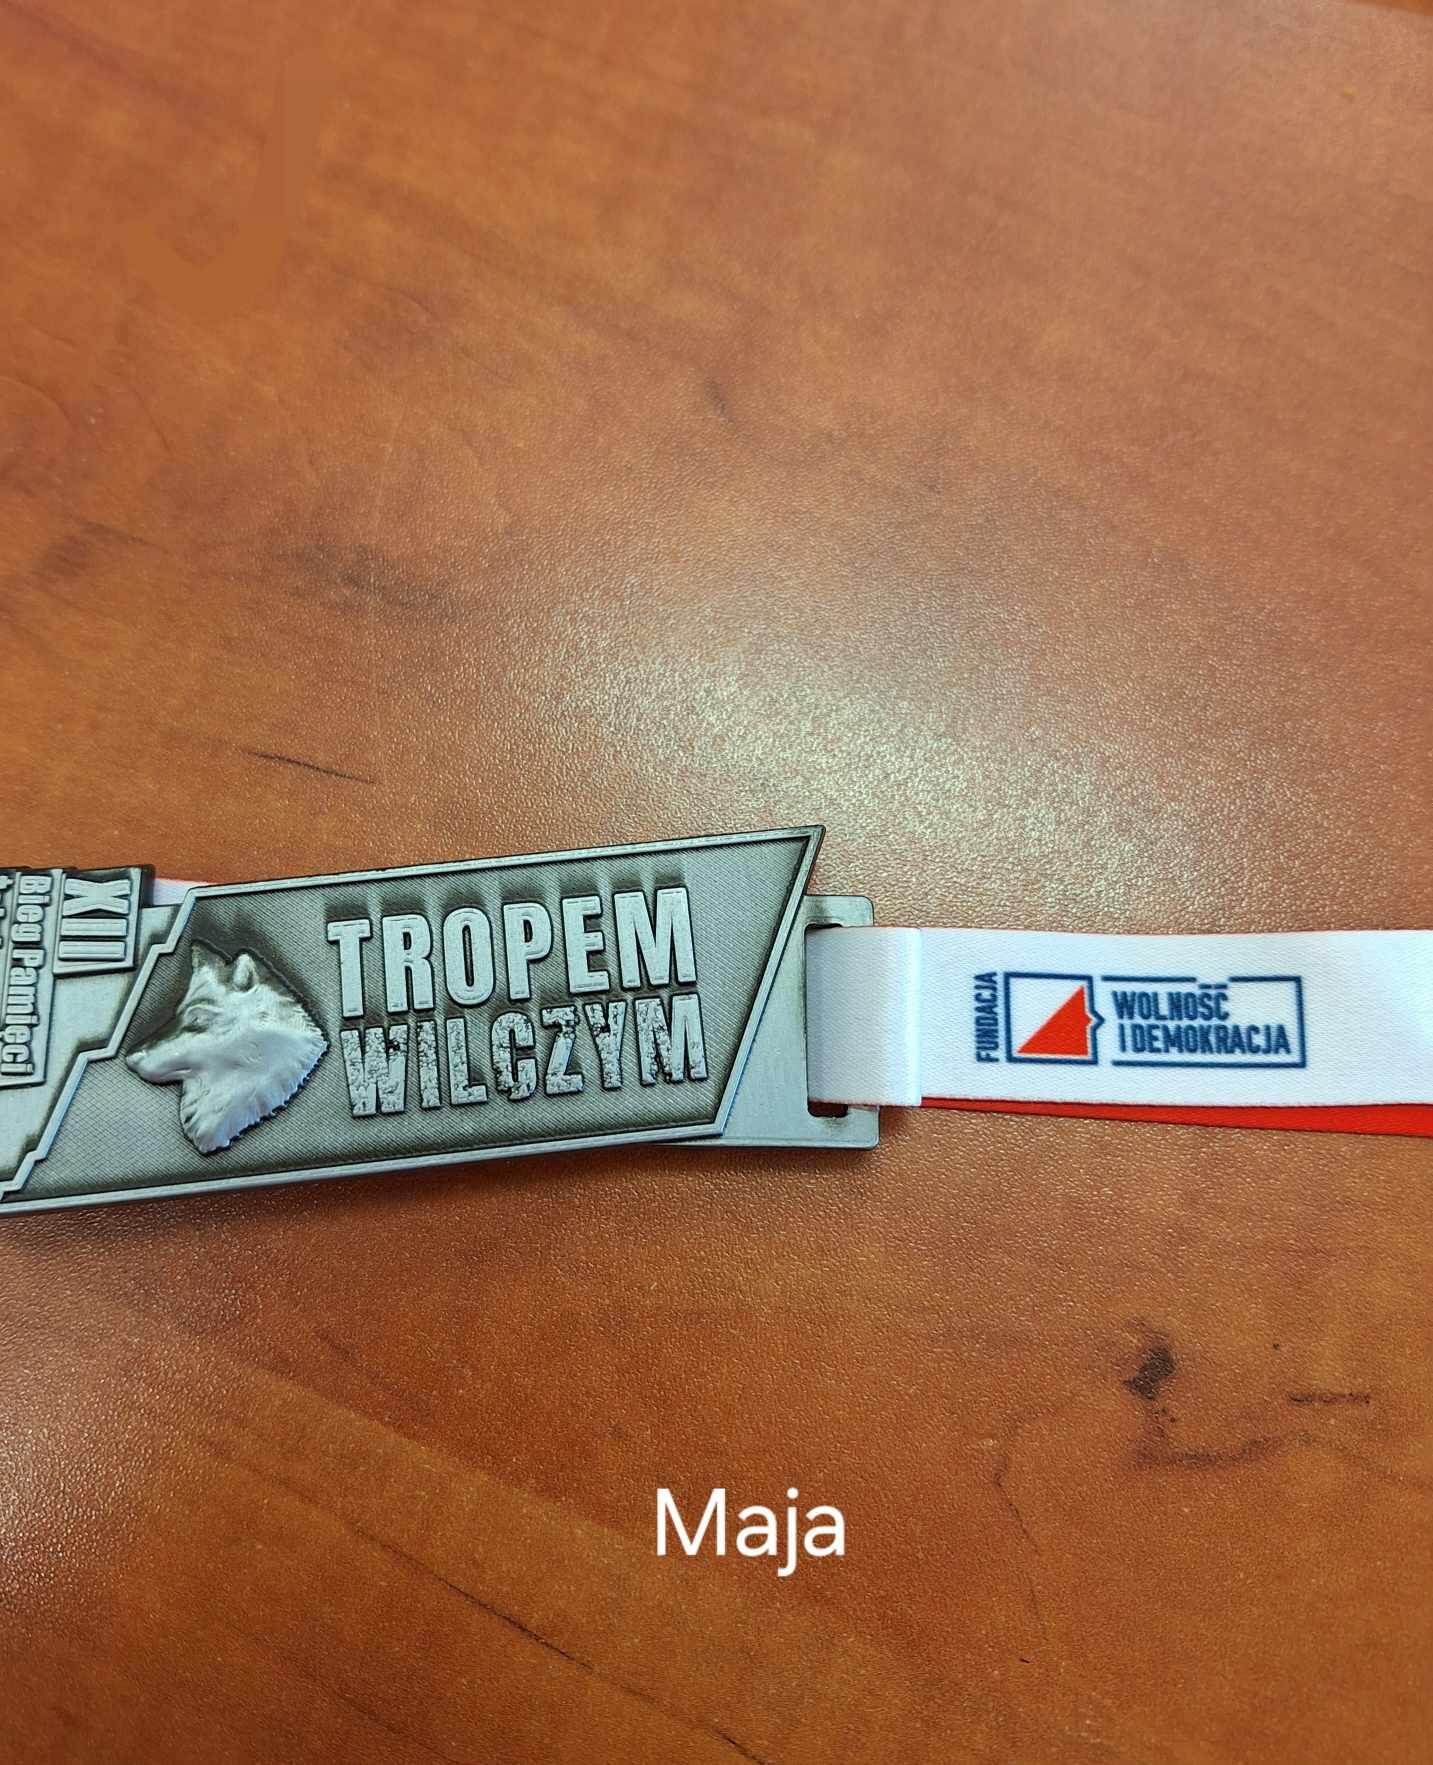 XIII
Bieg Pamięci
TROPEM
WILCZYM
FUNDACJA
WOLNOŚĆ
I DEMOKRACJA
Maja